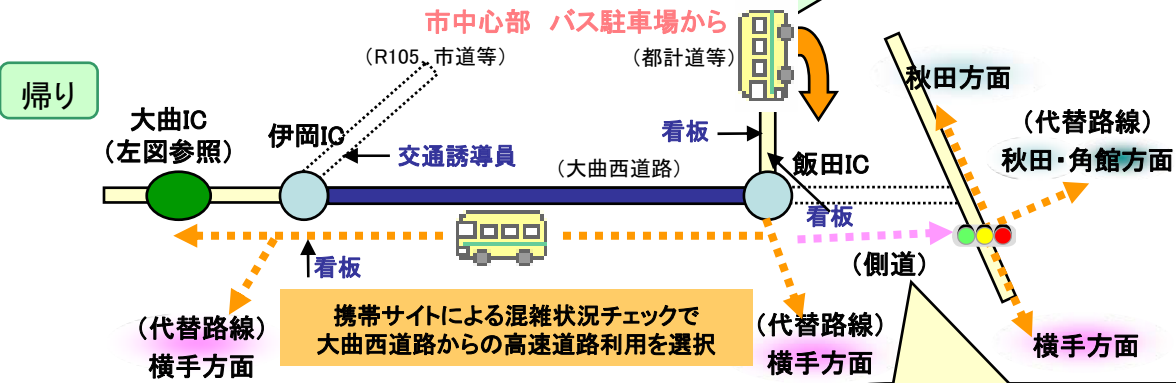 市中心部 バス駐車場から
(R105、市道等)
(都計道等)
帰り
秋田方面
大曲IC
(左図参照)
伊岡IC
看板
交通誘導員
(大曲西道路)
飯田IC
(代替路線)
秋田・角館方面
看板
看板
(側道)
(代替路線)
横手方面
携帯サイトによる混雑状況チェックで
大曲西道路からの高速道路利用を選択
(代替路線)
横手方面
横手方面